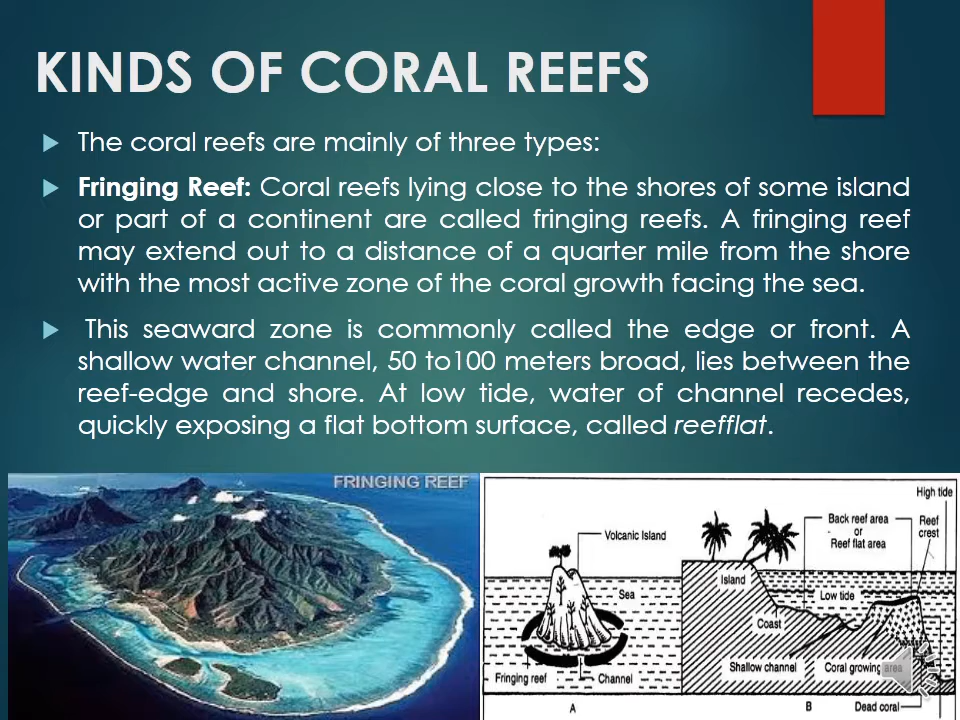 KINDS OF CORAL REEFS
The coral reefs are mainly of three types:
Fringing Reef: Coral reefs lying close to the shores of some island
or part of a continent are called fringing reefs. A fringing reef
may extend out to a distance of a quarter mile from the shore
with the most active zone of the coral growth facing the sea.
This seaward zone is commonly called the edge or front. A
shallow water channel, 50 to100 meters broad, lies between the
reef-edge and shore. At low tide, water of channel recedes,
quickly exposing a flat bottom surface, called reefflat.
FRINGING REEF
Volcanic Island
Sea
Fringing reef
Channel
A
High tide
Back reef area
or
Reef flat area
Reef
crest
Island
Low tide
Coast
Shallow channel
Coral growing area
B
Dead coral